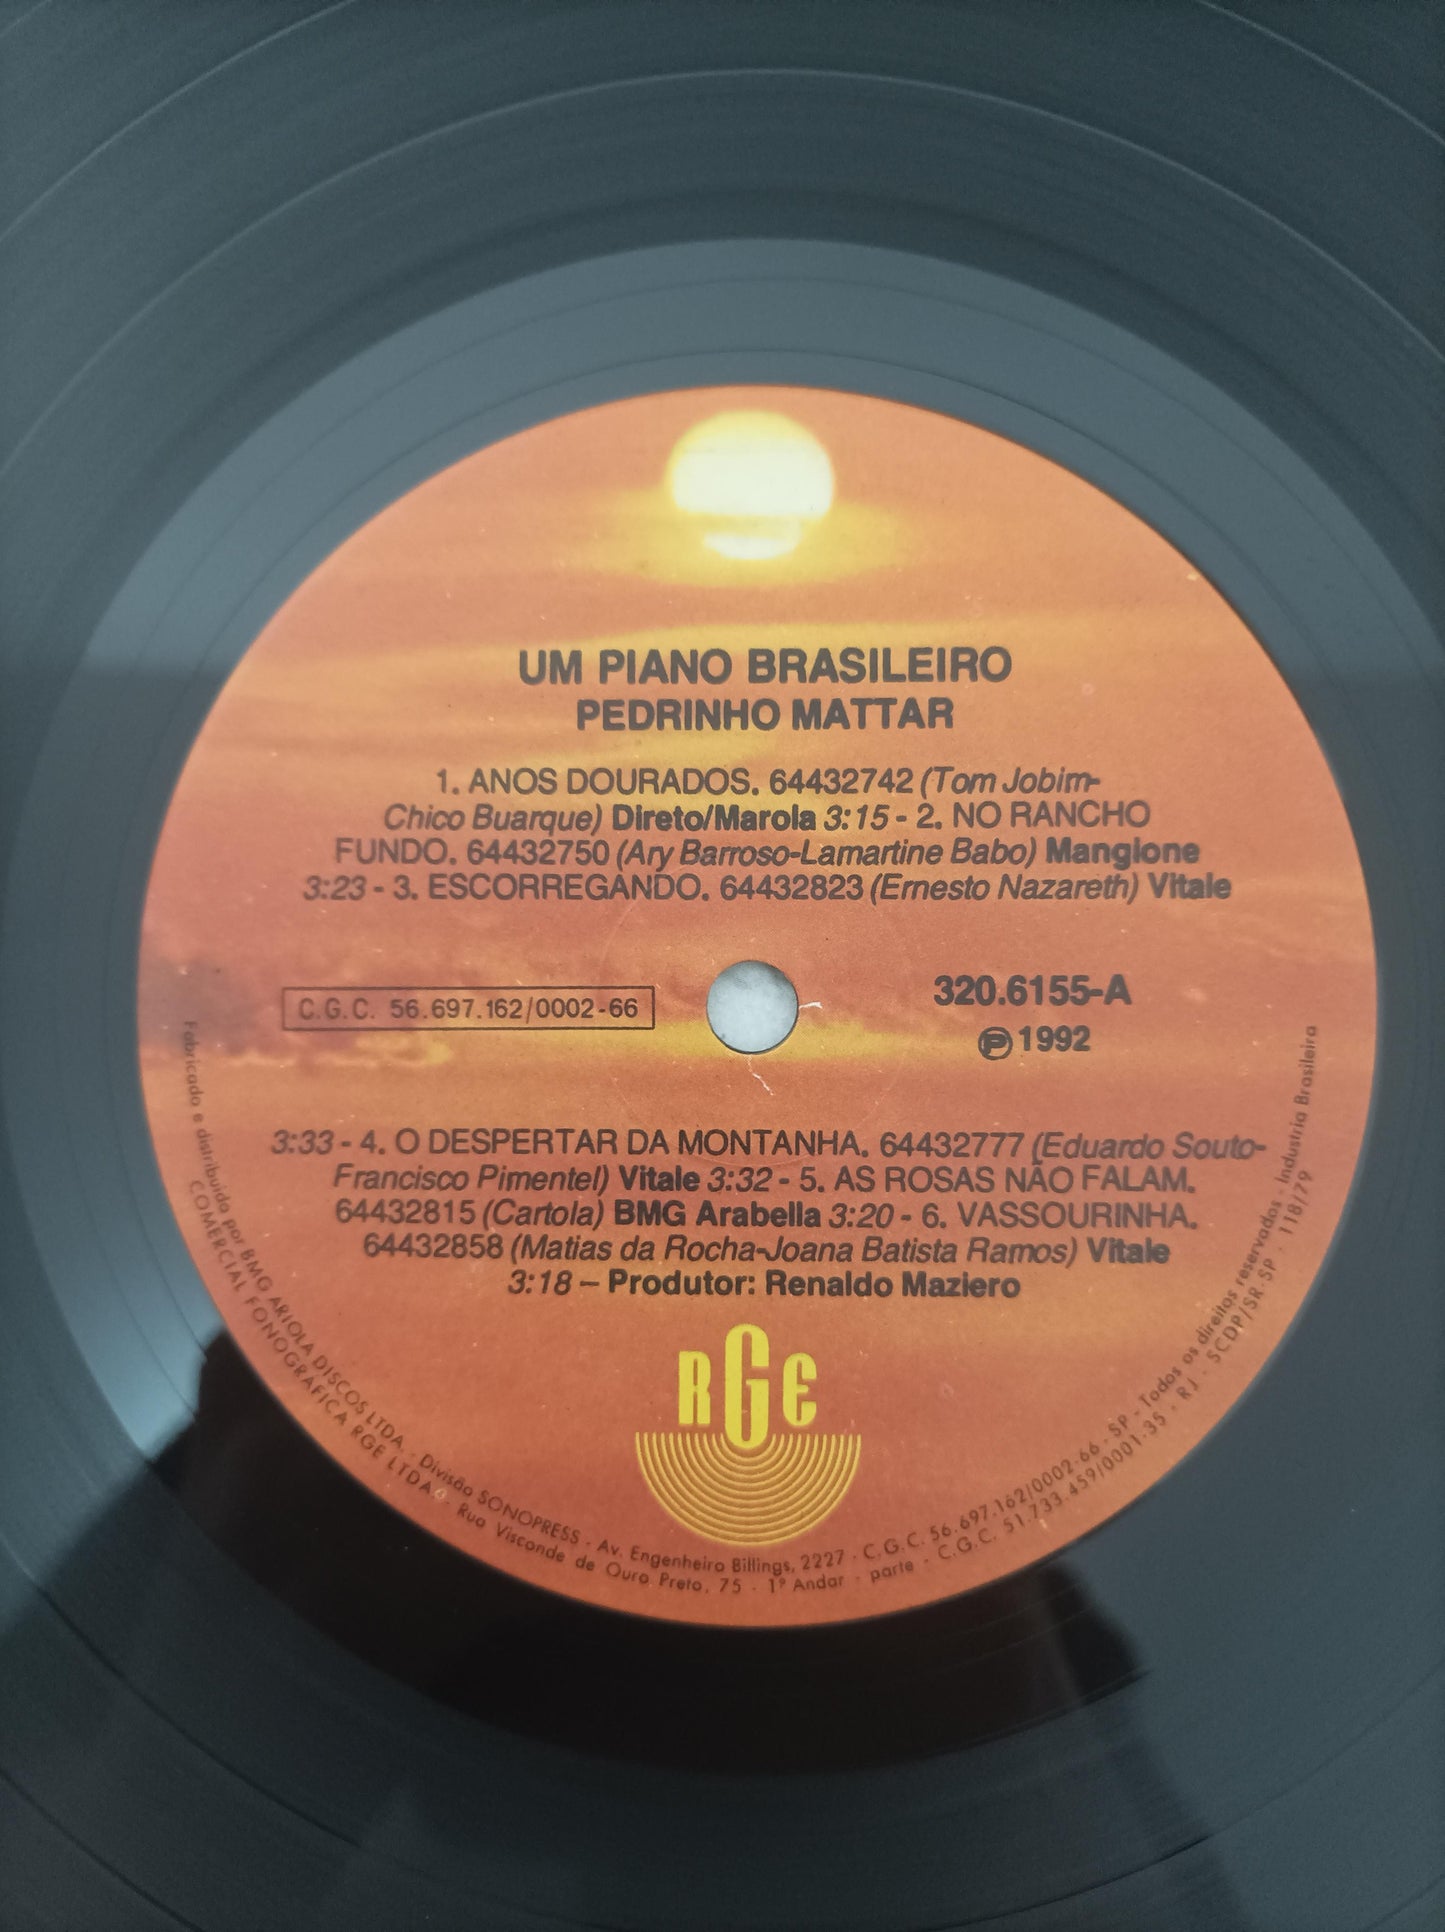 UM PIANO BRASILEIRO
PEDRINHO MATTAR
1. ANOS DOURADOS. 64432742 (Tom Jobim-
Chico Buarque) Direto/Marola 3:15 - 2. NO RANCHO
FUNDO. 64432750 (Ary Barroso-Lamartine Babo) Mangione
3:23 - 3. ESCORREGANDO. 64432823 (Ernesto Nazareth) Vitale
C.G.C. 56.697.162/0002-66
320.6155-A
℗ 1992
3:33 - 4. O DESPERTAR DA MONTANHA. 64432777 (Eduardo Souto-
Francisco Pimentel) Vitale 3:32 - 5. AS ROSAS NÃO FALAM.
64432815 (Cartola) BMG Arabella 3:20 - 6. VASSOURINHA.
64432858 (Matias da Rocha-Joana Batista Ramos) Vitale
3:18 – Produtor: Renaldo Maziero
RGE
Fabricado e distribuido por BMG ARIOLA DISCOS LTDA. - Divisão SONOPRESS - Av. Engenheiro Billings, 2227 - C.G.C. 56.697.162/0002-66 - SP - Todos os direitos reservados - Industria Brasileira
COMERCIAL FONOGRÁFICA RGE LTDA. - Rua Visconde de Ouro Preto, 75 - 1º Andar - parte - C.G.C. 51.733.459/0001.35 - RJ - SCDP/SR-SP - 118/79